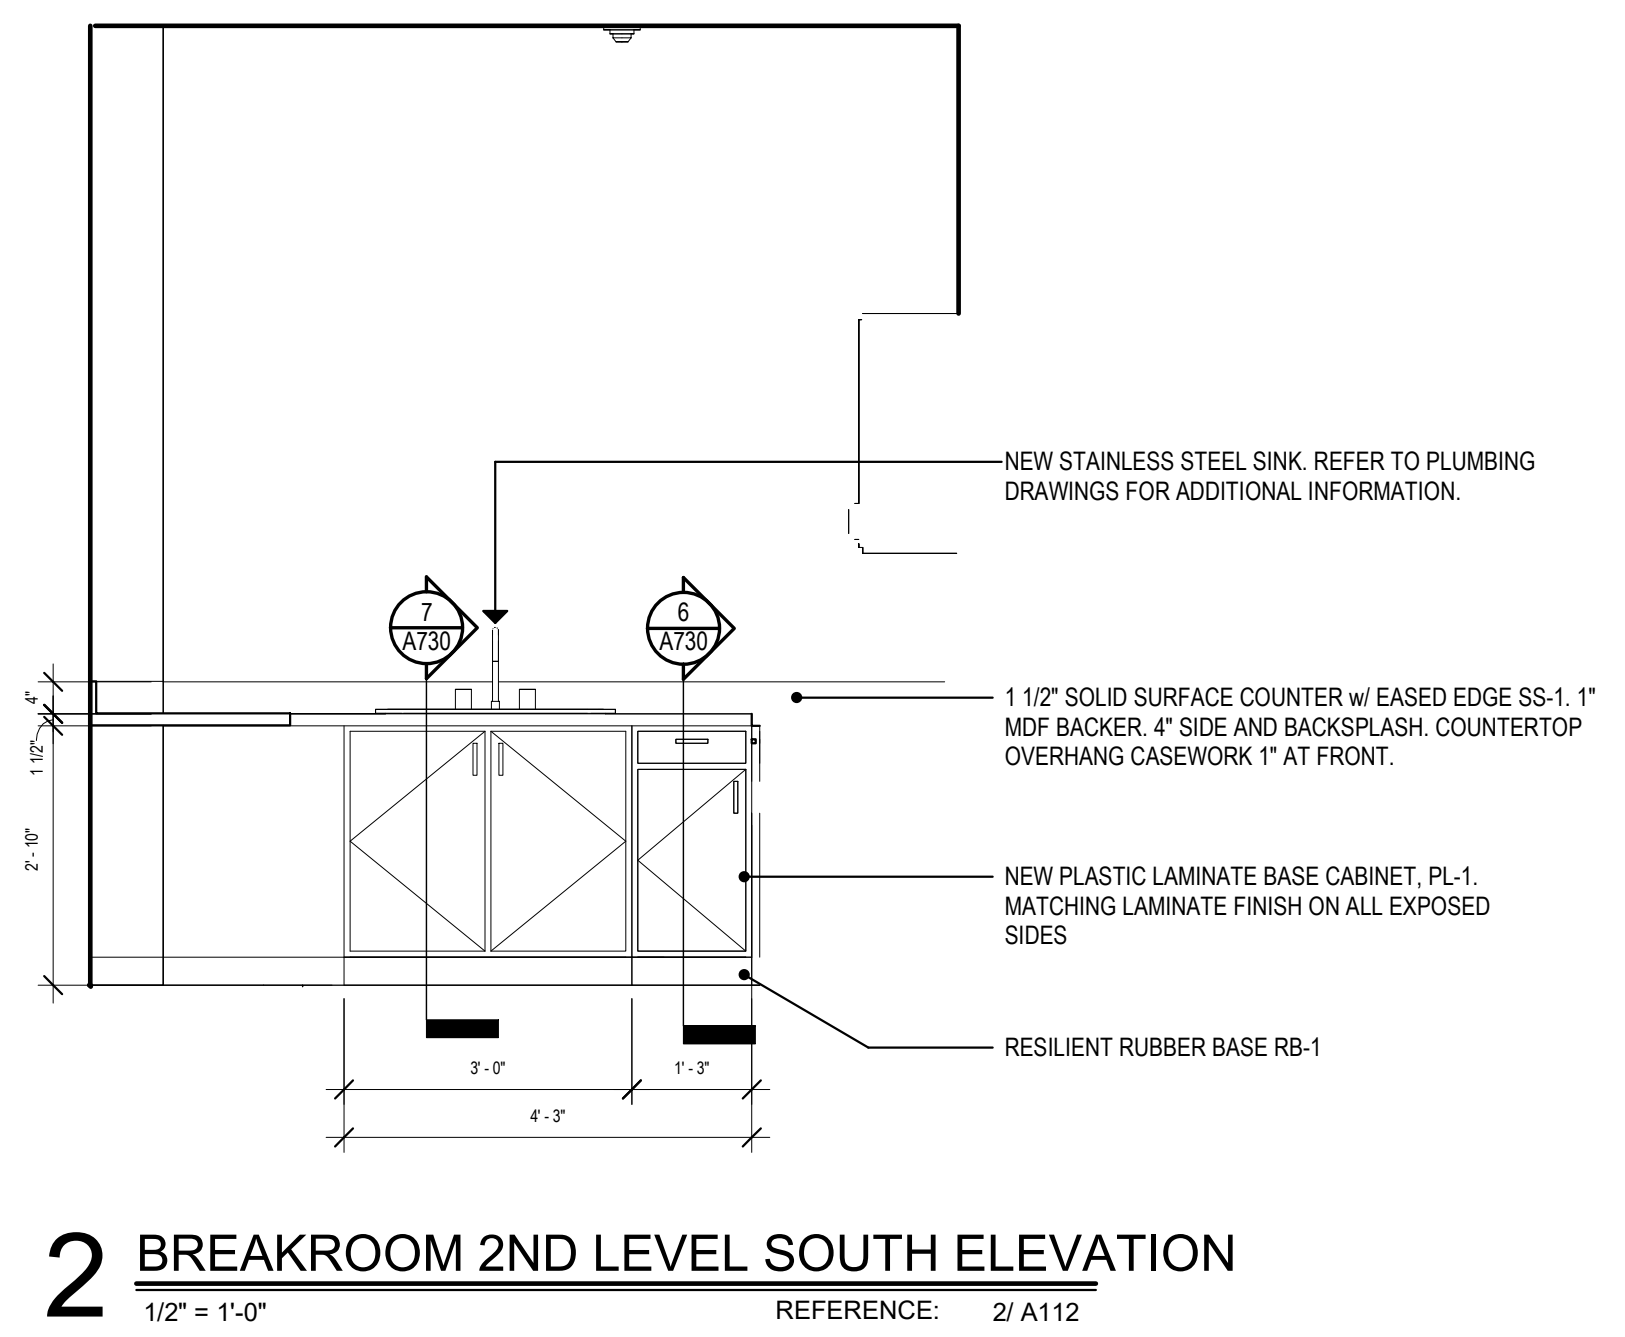 NEW STAINLESS STEEL SINK. REFER TO PLUMBING
DRAWINGS FOR ADDITIONAL INFORMATION.
7
A730
6
A730
4"
1 1/2"
2' - 10"
1 1/2" SOLID SURFACE COUNTER w/ EASED EDGE SS-1. 1"
MDF BACKER. 4" SIDE AND BACKSPLASH. COUNTERTOP
OVERHANG CASEWORK 1" AT FRONT.
NEW PLASTIC LAMINATE BASE CABINET, PL-1.
MATCHING LAMINATE FINISH ON ALL EXPOSED
SIDES
RESILIENT RUBBER BASE RB-1
3' - 0"
1' - 3"
4' - 3"
2 BREAKROOM 2ND LEVEL SOUTH ELEVATION
1/2" = 1'-0" REFERENCE: 2/ A112